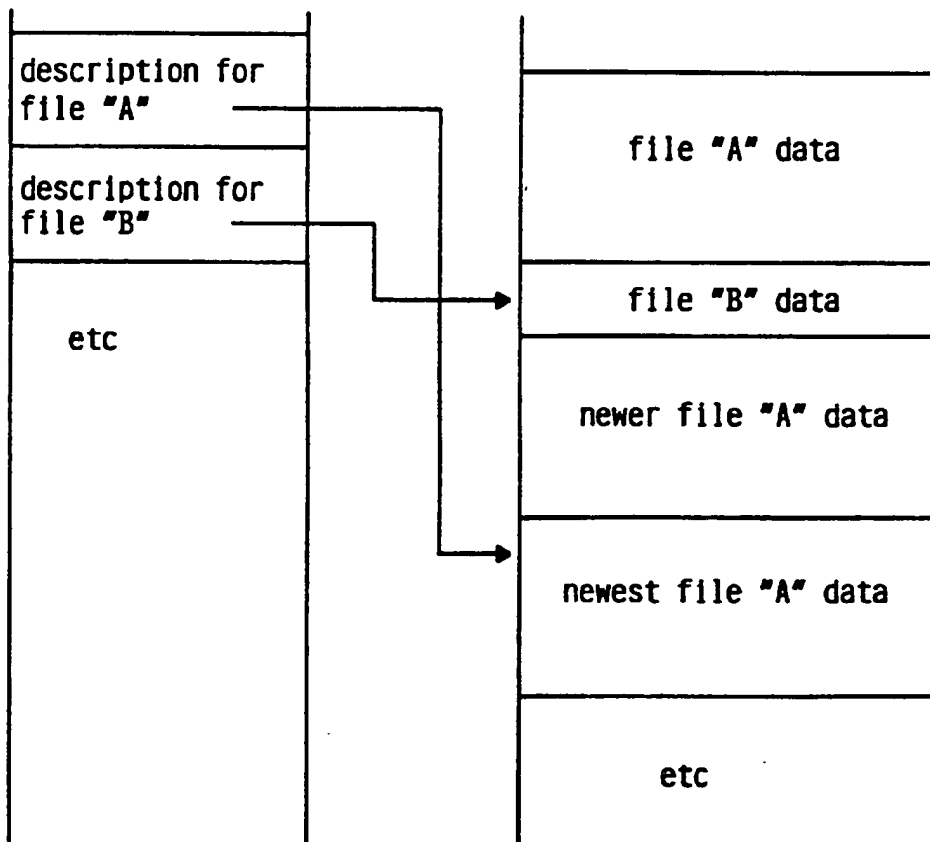 description for
file "A"
description for
file "B"
etc
file "A" data
file "B" data
newer file "A" data
newest file "A" data
etc